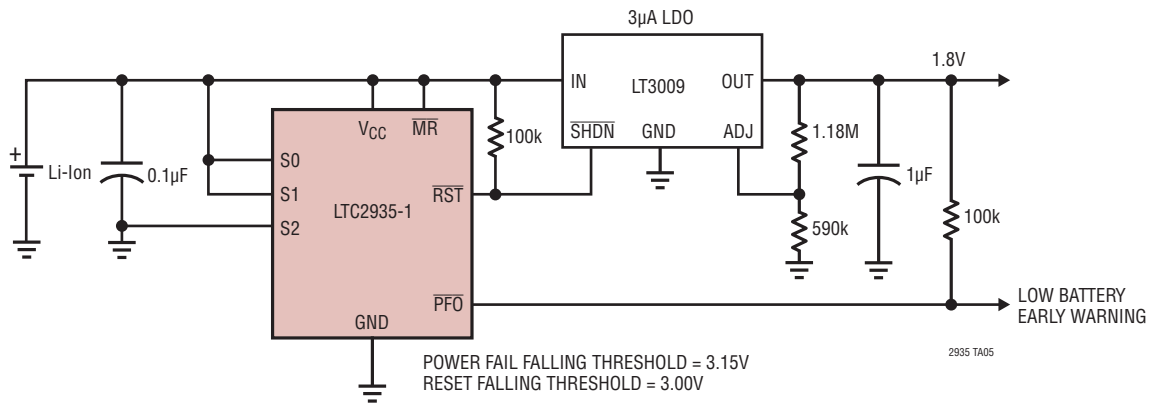 3µA LDO
1.8V
IN
LT3009
OUT
SHDN
GND
ADJ
VCC
MR
100k
1.18M
+
Li-Ion
0.1µF
S0
S1
S2
LTC2935-1
RST
1µF
590k
100k
PFO
GND
LOW BATTERY
EARLY WARNING
POWER FAIL FALLING THRESHOLD = 3.15V
RESET FALLING THRESHOLD = 3.00V
2935 TA05